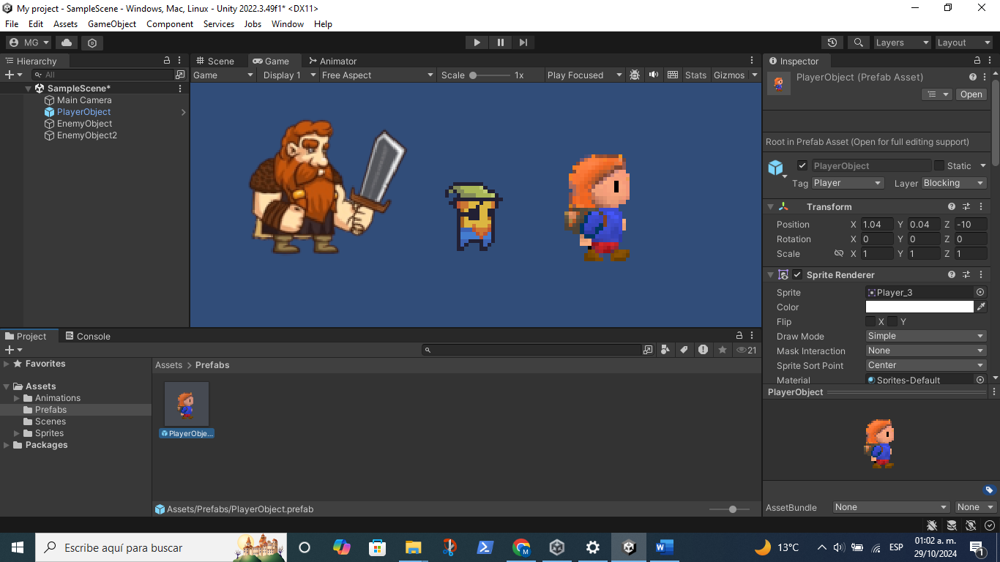 My project - SampleScene - Windows, Mac, Linux - Unity 2022.3.49f1* <DX11>
File Edit Assets GameObject Component Services Jobs Window Help
MG Layers Layout
Hierarchy
All
SampleScene*
Main Camera
PlayerObject
EnemyObject
EnemyObject2
Scene Game Animator
Game Display 1 Free Aspect Scale 1x Play Focused Stats Gizmos
Inspector
PlayerObject (Prefab Asset)
Open
Root in Prefab Asset (Open for full editing support)
PlayerObject Static
Tag Player Layer Blocking
Transform
Position X 1.04 Y 0.04 Z -10
Rotation X 0 Y 0 Z 0
Scale X 1 Y 1 Z 1
Sprite Renderer
Sprite Player_3
Color
Flip X Y
Draw Mode Simple
Mask Interaction None
Sprite Sort Point Center
Material Sprites-Default
PlayerObject
AssetBundle None None
Project Console
21
Favorites
Assets
Animations
Prefabs
Scenes
Sprites
Packages
Assets > Prefabs
PlayerObje...
Assets/Prefabs/PlayerObject.prefab
Escribe aquí para buscar
13°C
ESP
01:02 a. m.
29/10/2024
1